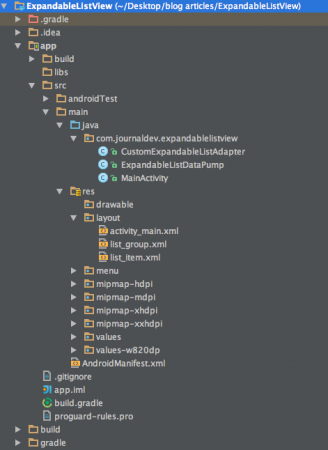 ExpandableListView (~/Desktop/blog articles/ExpandableListView)
.gradle
.idea
app
build
libs
src
androidTest
main
java
com.journaldev.expandablelistview
CustomExpandableListAdapter
ExpandableListDataPump
MainActivity
res
drawable
layout
activity_main.xml
list_group.xml
list_item.xml
menu
mipmap-hdpi
mipmap-mdpi
mipmap-xhdpi
mipmap-xxhdpi
values
values-w820dp
AndroidManifest.xml
.gitignore
app.iml
build.gradle
proguard-rules.pro
build
gradle